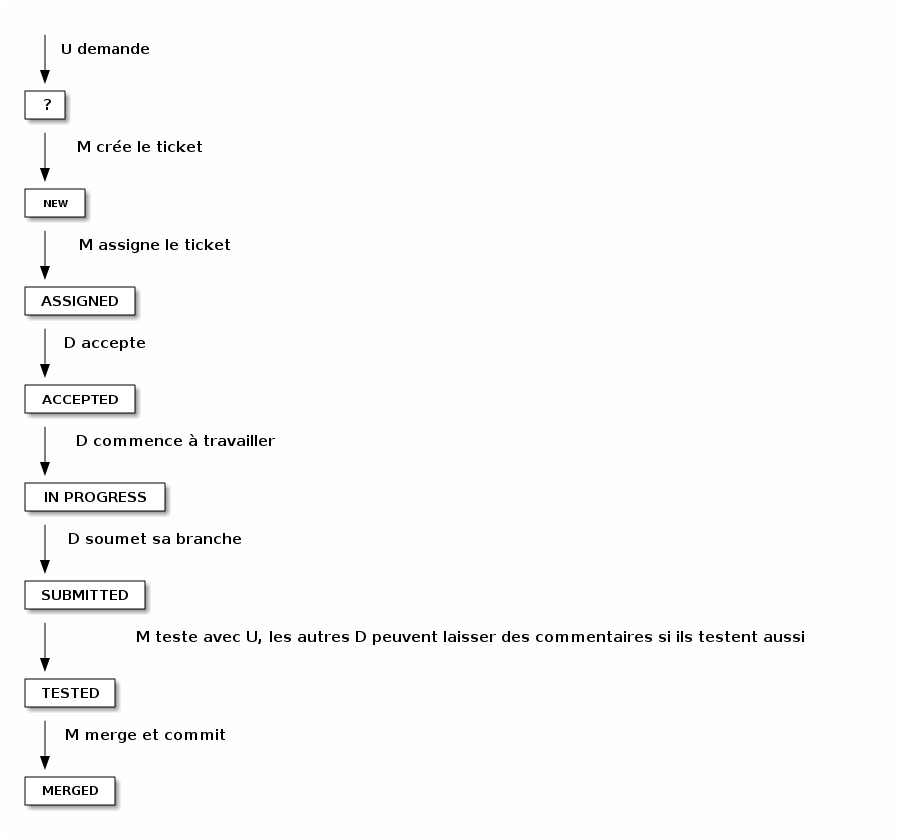 U demande
?
M crée le ticket
NEW
M assigne le ticket
ASSIGNED
D accepte
ACCEPTED
D commence à travailler
IN PROGRESS
D soumet sa branche
SUBMITTED
M teste avec U, les autres D peuvent laisser des commentaires si ils testent aussi
TESTED
M merge et commit
MERGED